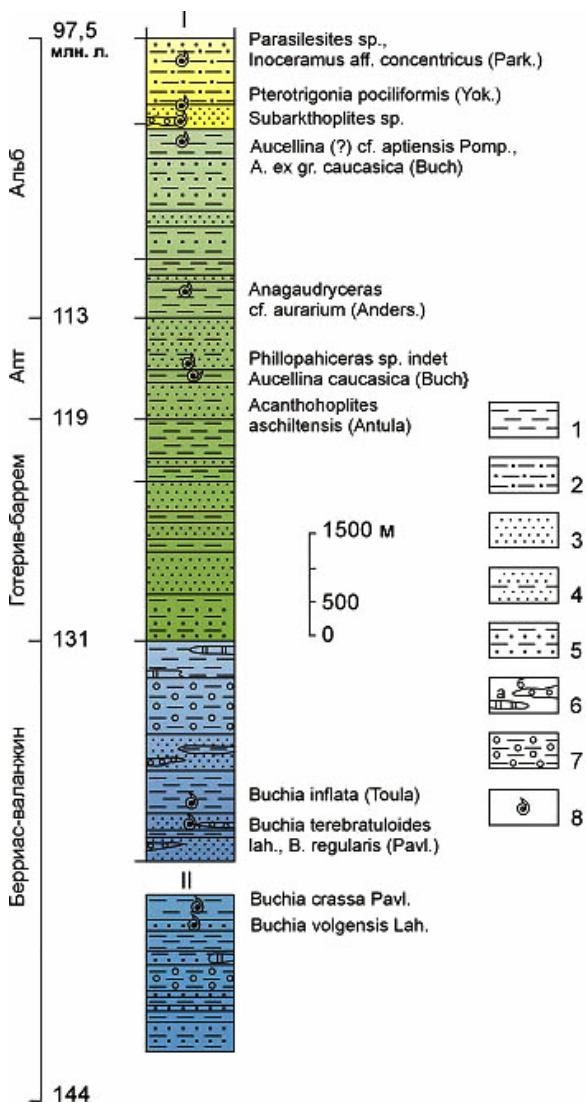 I
97,5
млн. л.
Parasilesites sp.,
Inoceramus aff. concentricus (Park.)
Pterotrigonia pociliformis (Yok.)
Subarkthoplites sp.
Aucellina (?) cf. aptiensis Pomp.,
A. ex gr. caucasica (Buch)
Альб
Anagaudryceras
cf. aurarium (Anders.)
113
Апт
Phillopahiceras sp. indet
Aucellina caucasica (Buch}
119
Acanthohoplites
aschiltensis (Antula)
Готерив-баррем
1500 м
500
0
131
Берриас-валанжин
Buchia inflata (Toula)
Buchia terebratuloides
lah., B. regularis (Pavl.)
II
Buchia crassa Pavl.
Buchia volgensis Lah.
144
1
2
3
4
5
а б
6
7
8